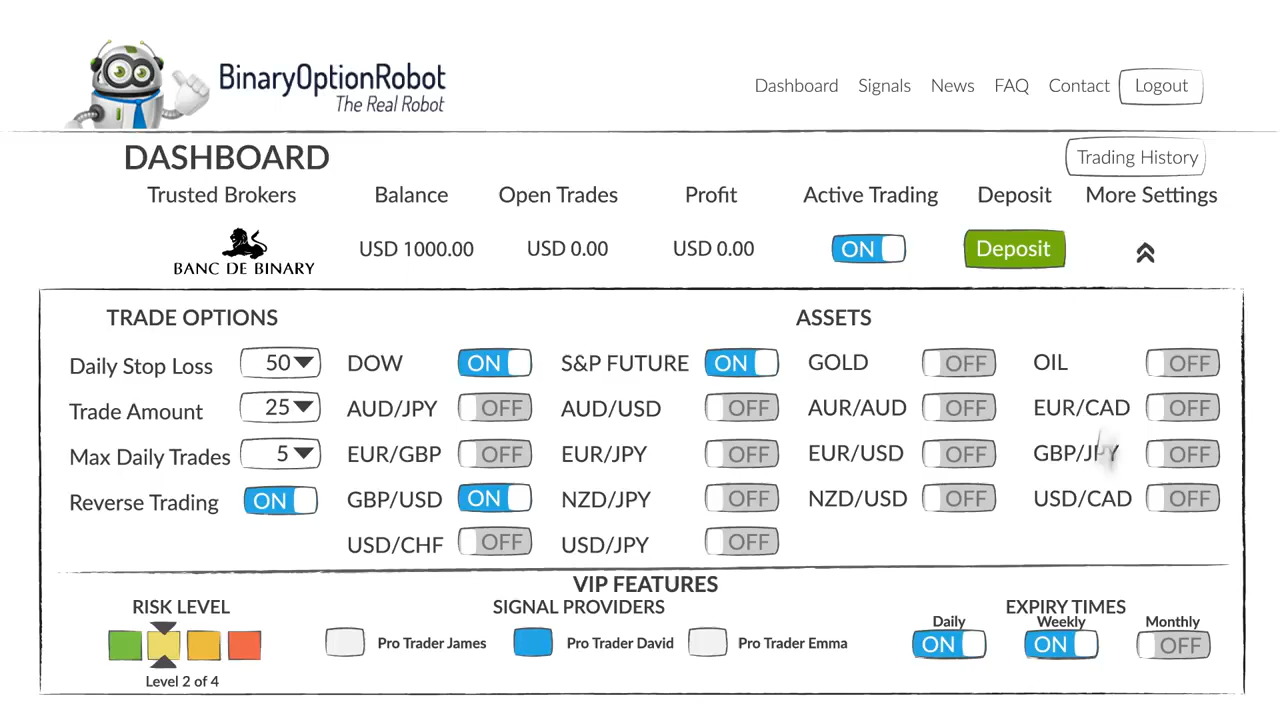 BinaryOptionRobot
The Real Robot
Dashboard Signals News FAQ Contact Logout
DASHBOARD
Trading History
Trusted Brokers Balance Open Trades Profit Active Trading Deposit More Settings
BANC DE BINARY USD 1000.00 USD 0.00 USD 0.00 ON Deposit
TRADE OPTIONS ASSETS
Daily Stop Loss 50 DOW ON S&P FUTURE ON GOLD OFF OIL OFF
Trade Amount 25 AUD/JPY OFF AUD/USD OFF AUR/AUD OFF EUR/CAD OFF
Max Daily Trades 5 EUR/GBP OFF EUR/JPY OFF EUR/USD OFF GBP/JPY OFF
Reverse Trading ON GBP/USD ON NZD/JPY OFF NZD/USD OFF USD/CAD OFF
USD/CHF OFF USD/JPY OFF
VIP FEATURES
RISK LEVEL SIGNAL PROVIDERS EXPIRY TIMES
Daily Weekly Monthly
Pro Trader James Pro Trader David Pro Trader Emma ON ON OFF
Level 2 of 4